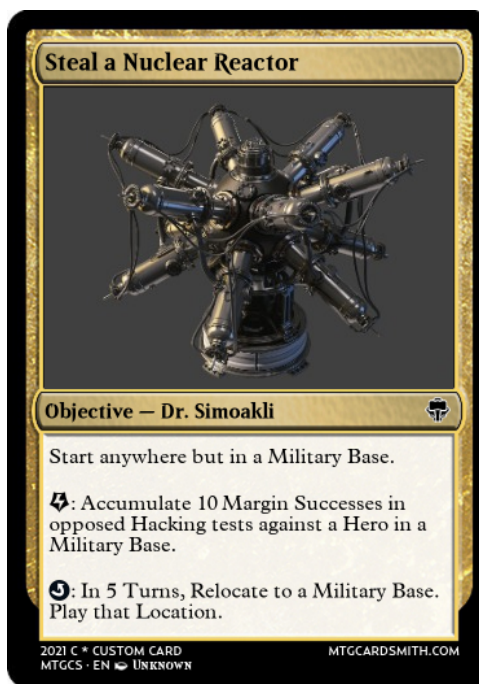 Steal a Nuclear Reactor
Objective — Dr. Simoakli
Start anywhere but in a Military Base.
: Accumulate 10 Margin Successes in
opposed Hacking tests against a Hero in a
Military Base.
: In 5 Turns, Relocate to a Military Base.
Play that Location.
2021 C * CUSTOM CARD
MTGCARDSMITH.COM
MTGCS · EN UNKNOWN